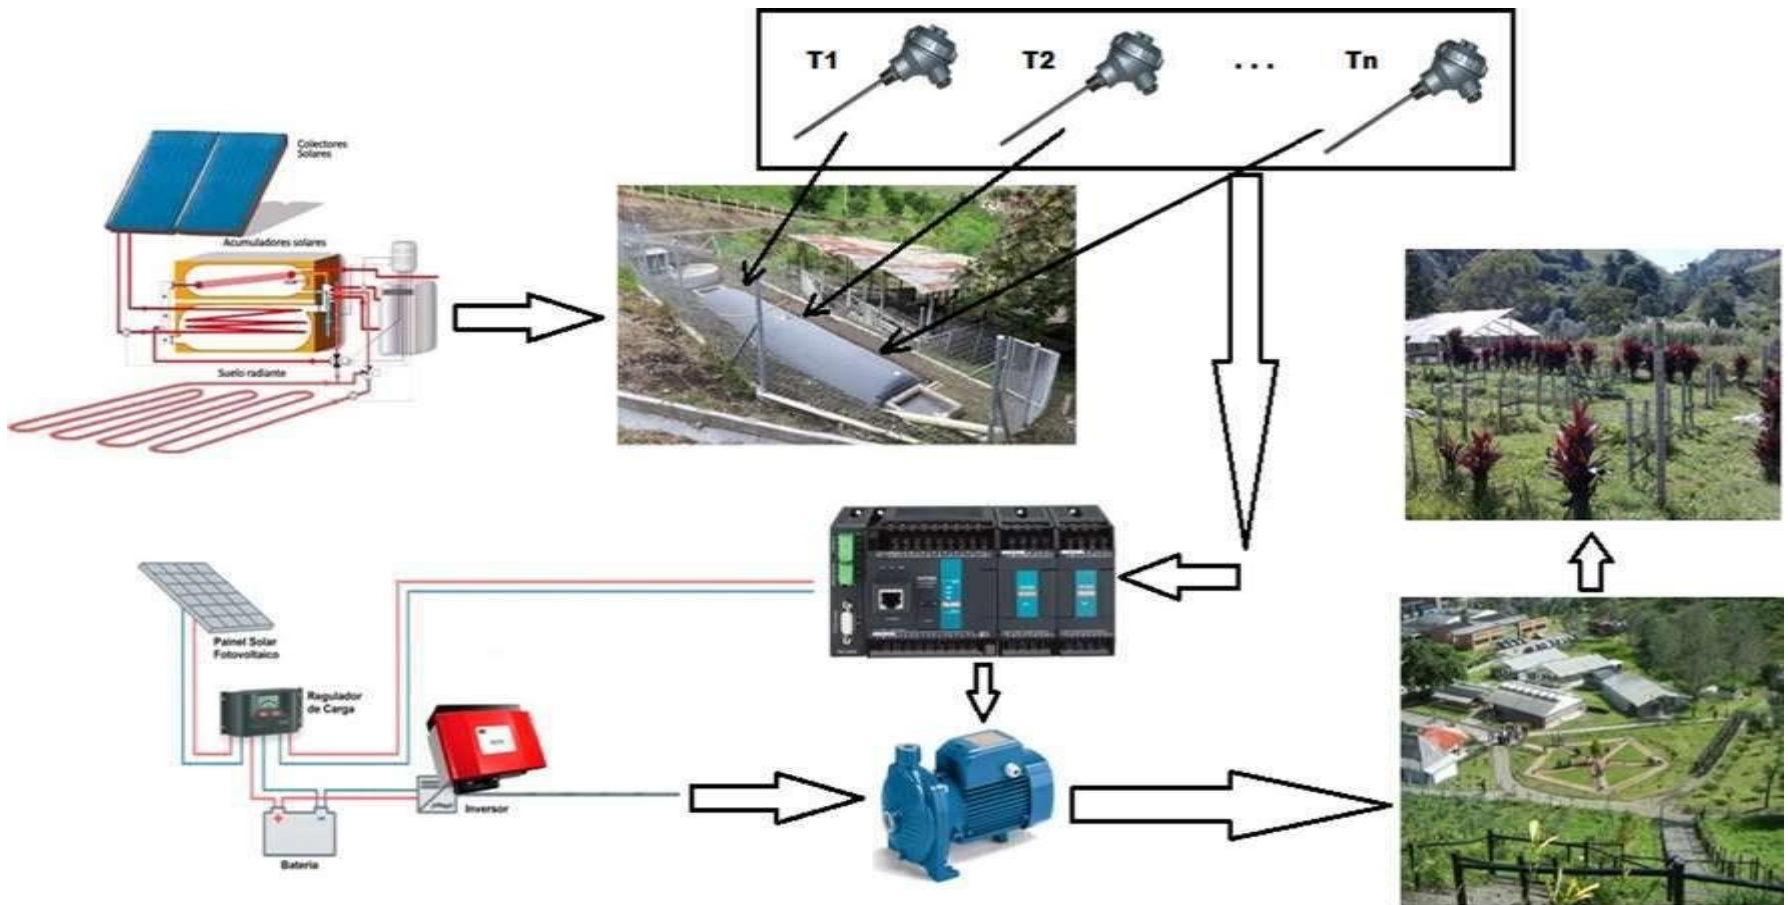 T1
T2
...
Tn
Colectores
Solares
Acumuladores solares
Suelo radiante
Painel Solar
Fotovoltaico
Regulador
de Carga
Inversor
Bateria